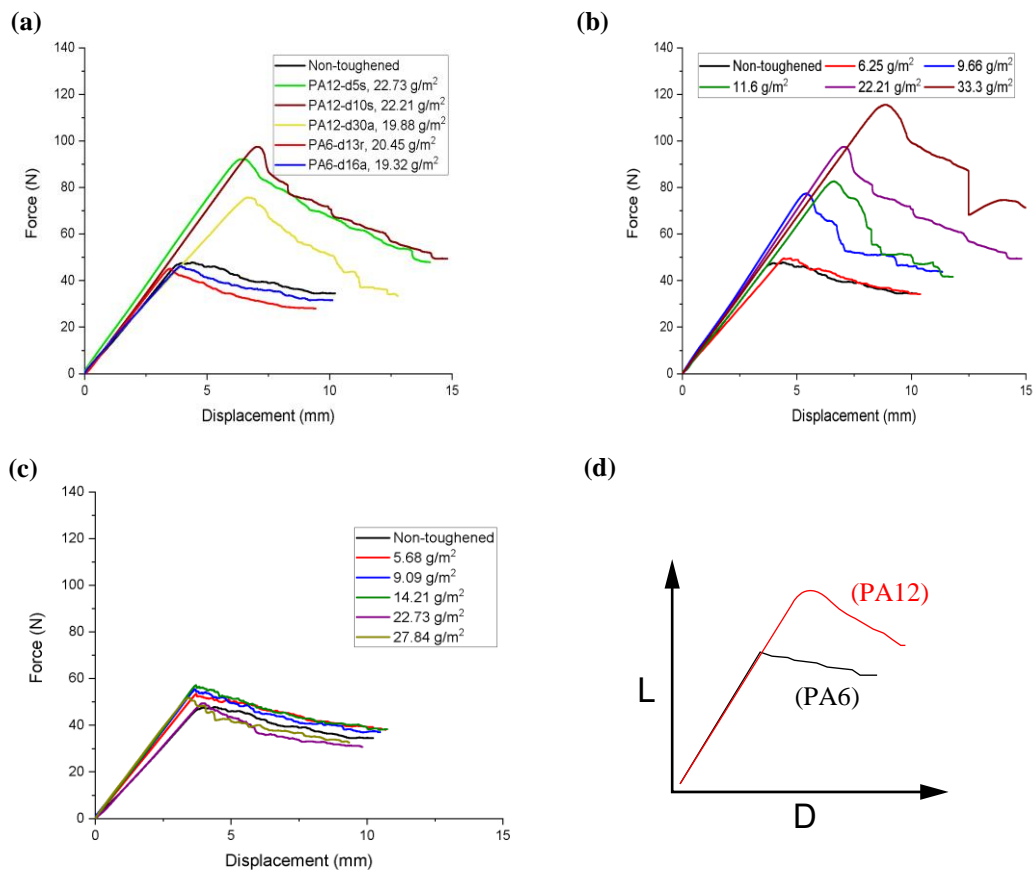 (a)
140
120
100
80
60
40
20
0
Force (N)
0 5 10 15
Displacement (mm)
Non-toughened
PA12-d5s, 22.73 g/m²
PA12-d10s, 22.21 g/m²
PA12-d30a, 19.88 g/m²
PA6-d13r, 20.45 g/m²
PA6-d16a, 19.32 g/m²
(b)
140
120
100
80
60
40
20
0
Force (N)
0 5 10 15
Displacement (mm)
Non-toughened 6.25 g/m² 9.66 g/m²
11.6 g/m² 22.21 g/m² 33.3 g/m²
(c)
140
120
100
80
60
40
20
0
Force (N)
0 5 10 15
Displacement (mm)
Non-toughened
5.68 g/m²
9.09 g/m²
14.21 g/m²
22.73 g/m²
27.84 g/m²
(d)
(PA12)
L
(PA6)
D